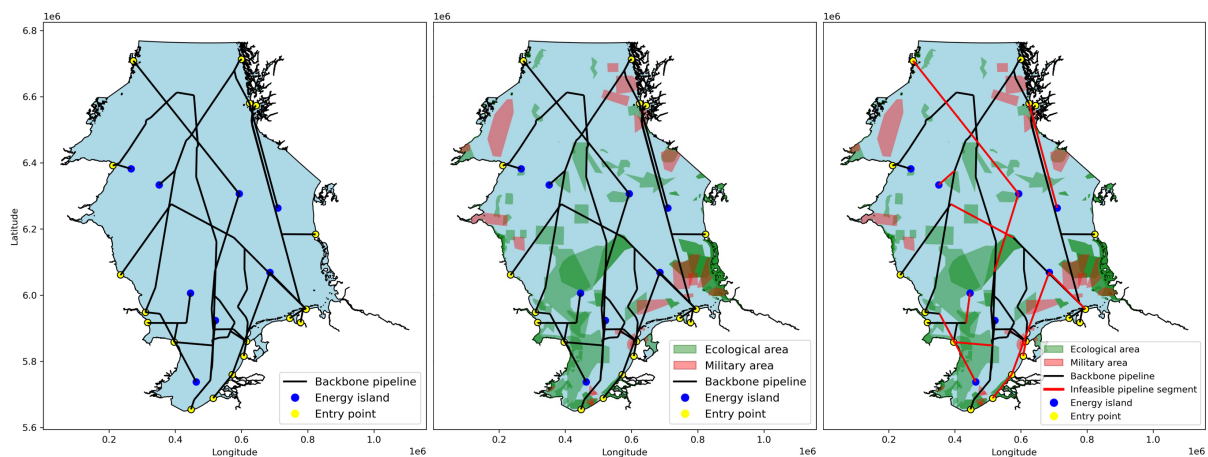 1e6
1e6
1e6
6.8
6.6
6.4
6.2
6.0
5.8
5.6
Latitude
Backbone pipeline
Energy island
Entry point
0.2 0.4 0.6 0.8 1.0
Longitude
1e6
Ecological area
Military area
Backbone pipeline
Energy island
Entry point
0.2 0.4 0.6 0.8 1.0
Longitude
1e6
Ecological area
Military area
Backbone pipeline
Infeasible pipeline segment
Energy island
Entry point
0.2 0.4 0.6 0.8 1.0
Longitude
1e6